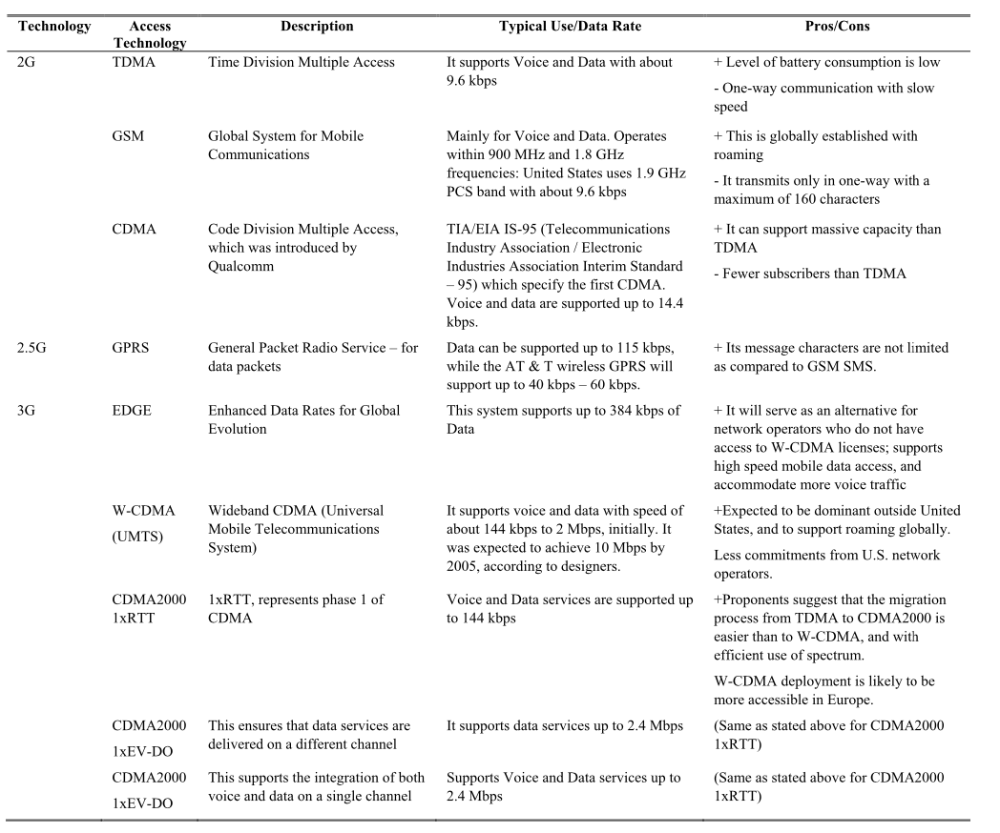 Technology Access Technology Description Typical Use/Data Rate Pros/Cons
2G TDMA Time Division Multiple Access It supports Voice and Data with about
9.6 kbps
+ Level of battery consumption is low
- One-way communication with slow
speed
GSM Global System for Mobile
Communications
Mainly for Voice and Data. Operates
within 900 MHz and 1.8 GHz
frequencies: United States uses 1.9 GHz
PCS band with about 9.6 kbps
+ This is globally established with
roaming
- It transmits only in one-way with a
maximum of 160 characters
CDMA Code Division Multiple Access,
which was introduced by
Qualcomm
TIA/EIA IS-95 (Telecommunications
Industry Association / Electronic
Industries Association Interim Standard
– 95) which specify the first CDMA.
Voice and data are supported up to 14.4
kbps.
+ It can support massive capacity than
TDMA
- Fewer subscribers than TDMA
2.5G GPRS General Packet Radio Service – for
data packets
Data can be supported up to 115 kbps,
while the AT & T wireless GPRS will
support up to 40 kbps – 60 kbps.
+ Its message characters are not limited
as compared to GSM SMS.
3G EDGE Enhanced Data Rates for Global
Evolution
This system supports up to 384 kbps of
Data
+ It will serve as an alternative for
network operators who do not have
access to W-CDMA licenses; supports
high speed mobile data access, and
accommodate more voice traffic
W-CDMA
(UMTS)
Wideband CDMA (Universal
Mobile Telecommunications
System)
It supports voice and data with speed of
about 144 kbps to 2 Mbps, initially. It
was expected to achieve 10 Mbps by
2005, according to designers.
+Expected to be dominant outside United
States, and to support roaming globally.
Less commitments from U.S. network
operators.
CDMA2000
1xRTT
1xRTT, represents phase 1 of
CDMA
Voice and Data services are supported up
to 144 kbps
+Proponents suggest that the migration
process from TDMA to CDMA2000 is
easier than to W-CDMA, and with
efficient use of spectrum.
W-CDMA deployment is likely to be
more accessible in Europe.
CDMA2000
1xEV-DO
This ensures that data services are
delivered on a different channel
It supports data services up to 2.4 Mbps
(Same as stated above for CDMA2000
1xRTT)
CDMA2000
1xEV-DO
This supports the integration of both
voice and data on a single channel
Supports Voice and Data services up to
2.4 Mbps
(Same as stated above for CDMA2000
1xRTT)